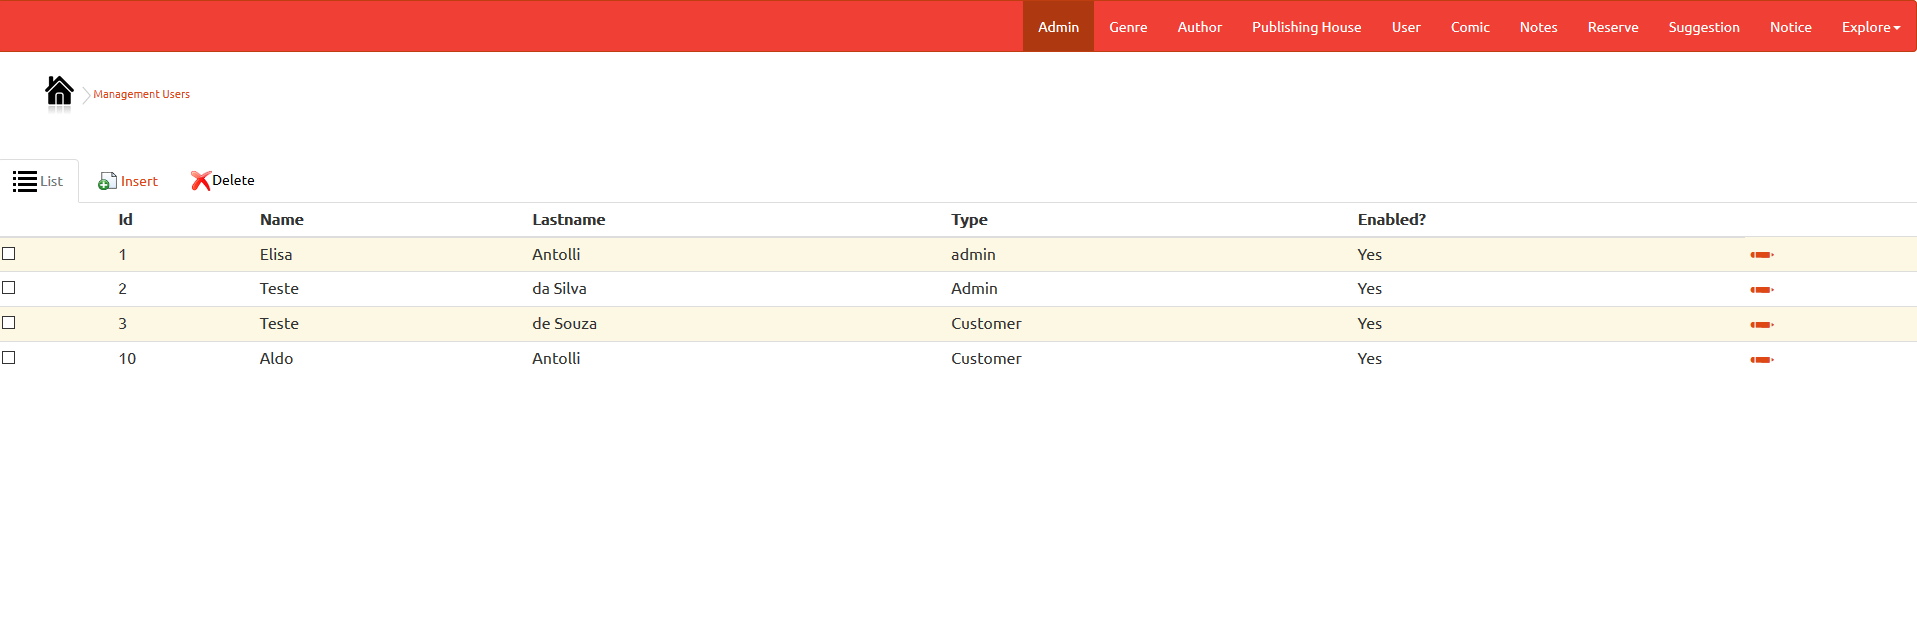 Admin Genre Author Publishing House User Comic Notes Reserve Suggestion Notice Explore
Management Users
List Insert Delete
Id Name Lastname Type Enabled?
1 Elisa Antolli admin Yes
2 Teste da Silva Admin Yes
3 Teste de Souza Customer Yes
10 Aldo Antolli Customer Yes